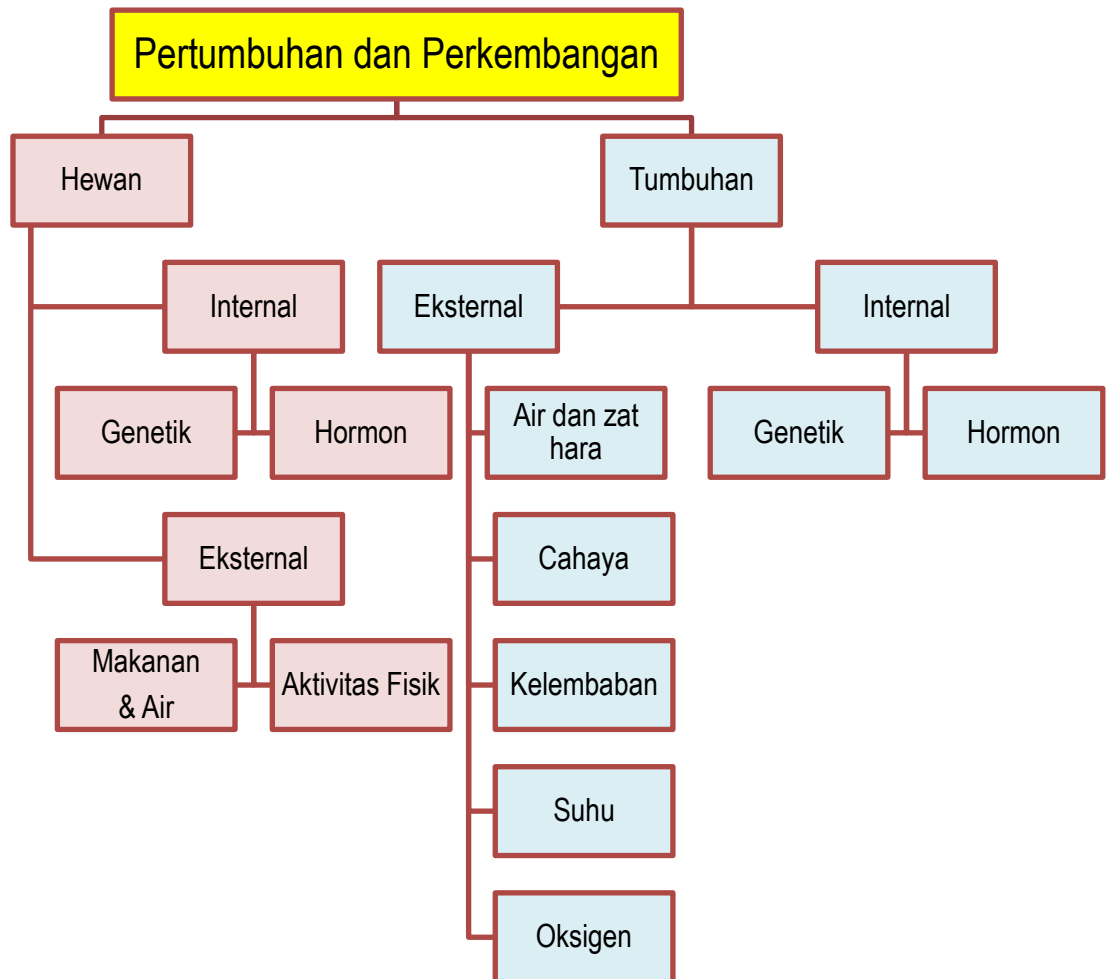 Pertumbuhan dan Perkembangan
Hewan
Tumbuhan
Internal
Eksternal
Internal
Genetik
Hormon
Air dan zat
hara
Genetik
Hormon
Eksternal
Cahaya
Makanan
& Air
Aktivitas Fisik
Kelembaban
Suhu
Oksigen